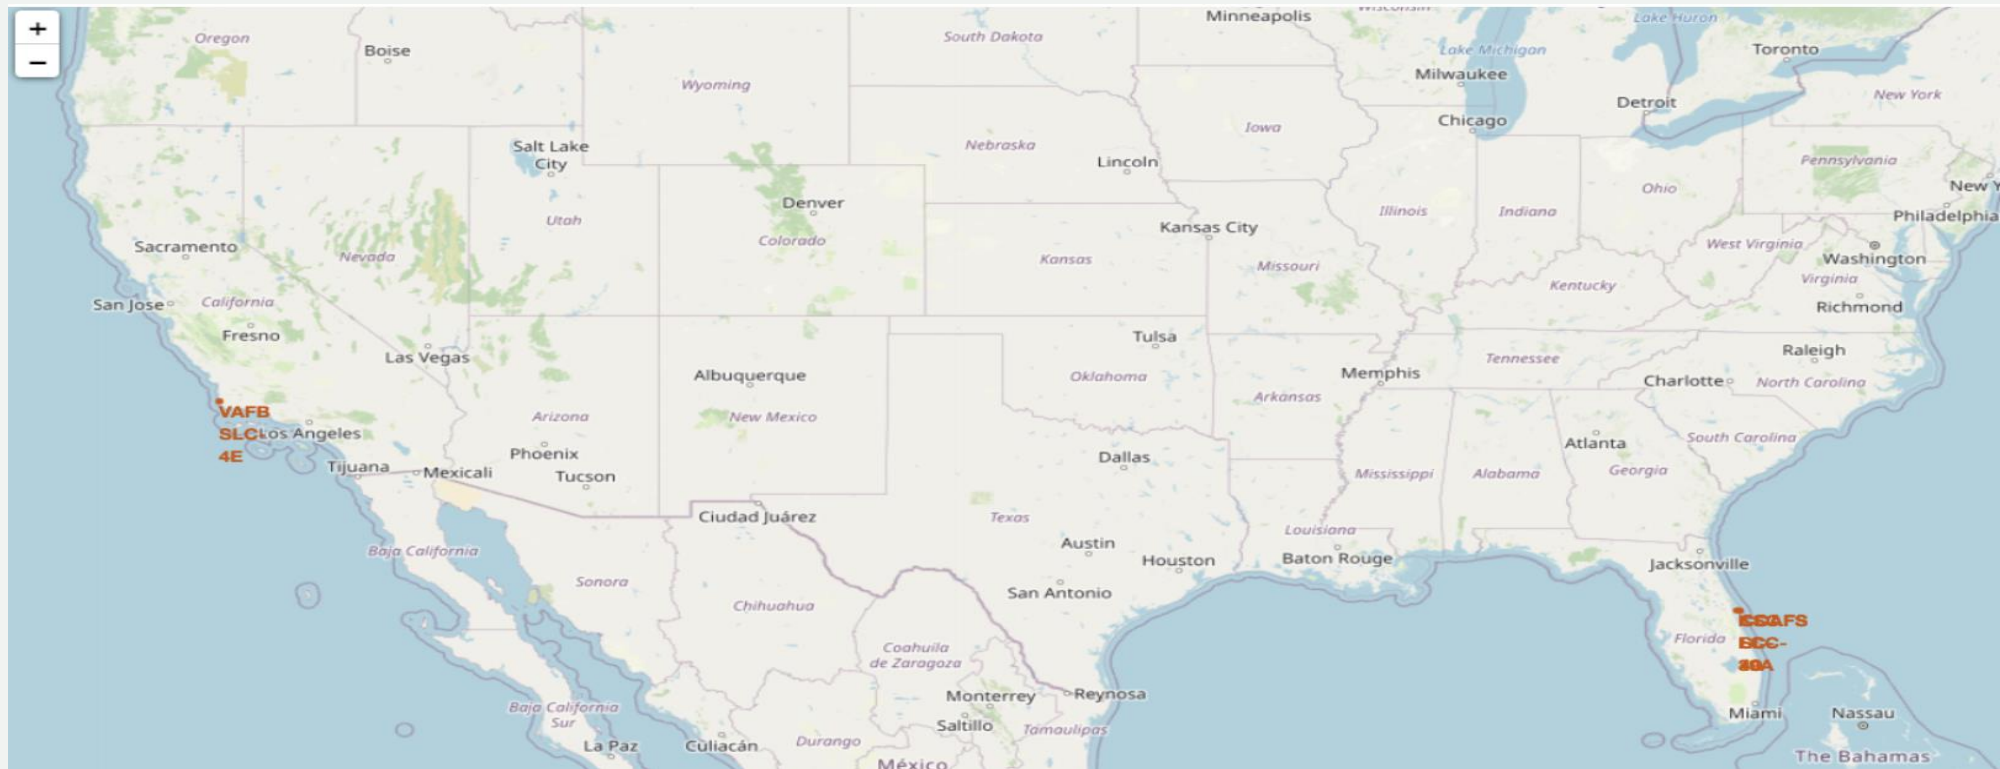 +
−
Oregon
Boise
South Dakota
Minneapolis
Lake Huron
Lake Michigan
Toronto
Wyoming
Milwaukee
Detroit
New York
Chicago
Iowa
Salt Lake
City
Nebraska
Lincoln
Pennsylvania
Denver
Utah
Ohio
New Y
Illinois
Indiana
Philadelphia
Sacramento
Nevada
Colorado
Kansas City
Kansas
Missouri
West Virginia
Washington
Virginia
Kentucky
San Jose
California
Richmond
Fresno
Las Vegas
Tulsa
Tennessee
Raleigh
Albuquerque
Oklahoma
Memphis
Charlotte
North Carolina
VAFB
SLC-
4E
Los Angeles
Arizona
New Mexico
Arkansas
Phoenix
Atlanta
South Carolina
Tijuana
Mexicali
Tucson
Dallas
Mississippi
Alabama
Georgia
Ciudad Juárez
Texas
Louisiana
Austin
Houston
Baton Rouge
Baja California
Jacksonville
Sonora
Chihuahua
San Antonio
Florida
Coahuila
de Zaragoza
Monterrey
Reynosa
Baja California
Sur
Saltillo
Tamaulipas
Miami
Nassau
La Paz
Culiacán
Durango
México
The Bahamas